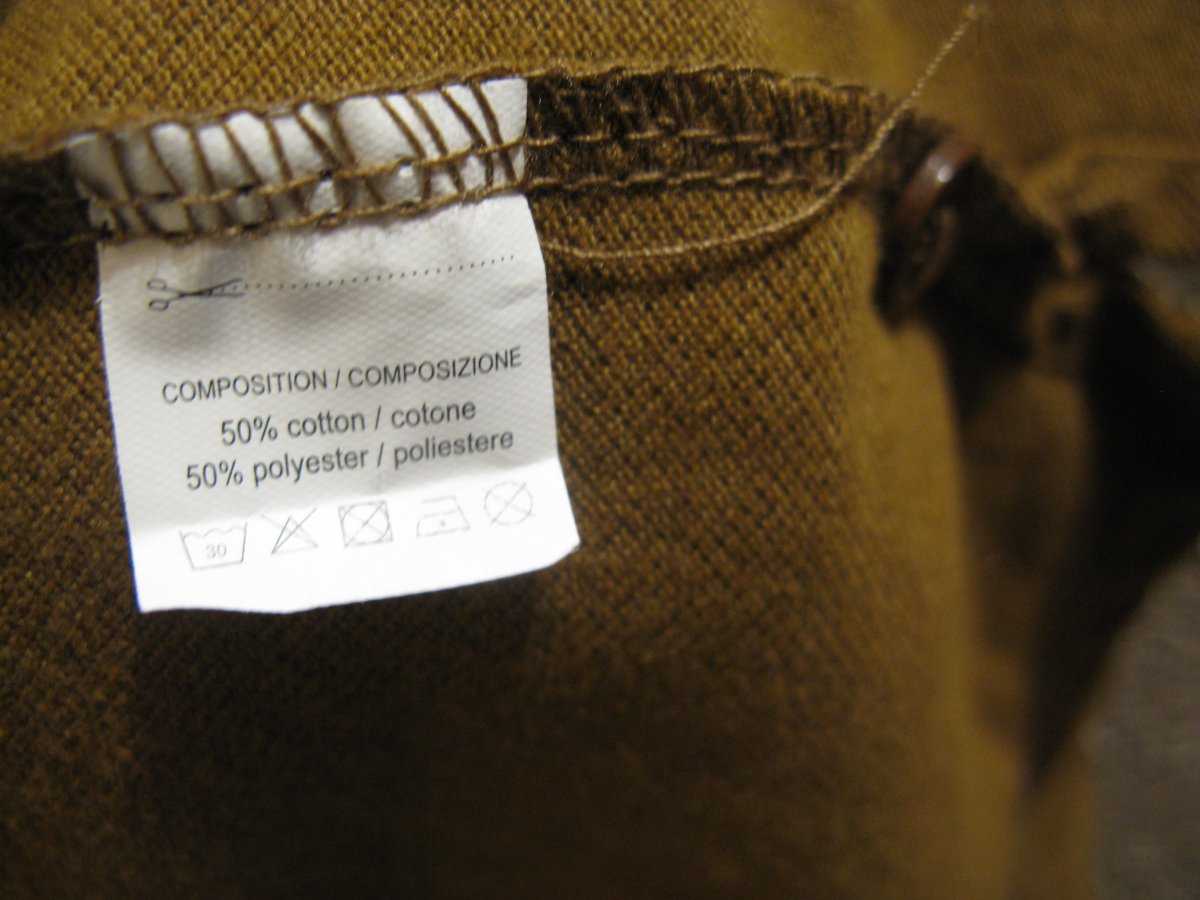 COMPOSITION / COMPOSIZIONE
50% cotton / cotone
50% polyester / poliestere
30